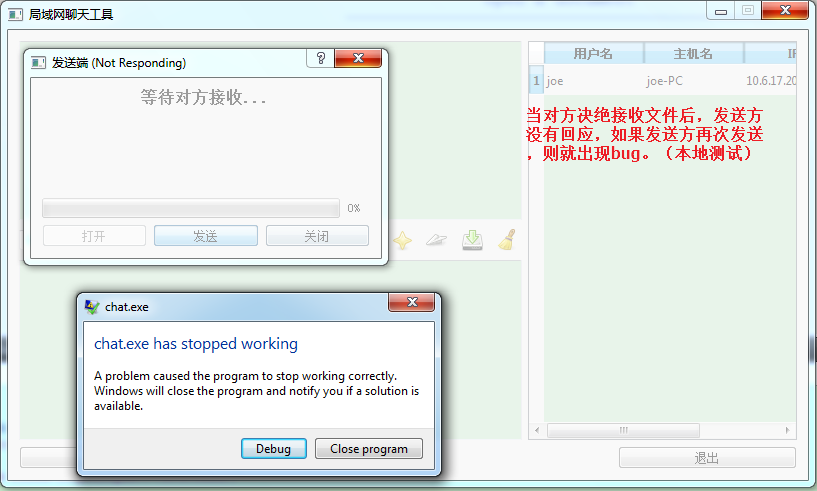 局域网聊天工具
发送端 (Not Responding)
等待对方接收...
0%
打开
发送
关闭
用户名
主机名
IP
1
joe
joe-PC
10.6.17.20
当对方决绝接收文件后，发送方
没有回应，如果发送方再次发送
，则就出现bug。（本地测试）
chat.exe
chat.exe has stopped working
A problem caused the program to stop working correctly.
Windows will close the program and notify you if a solution is
available.
Debug
Close program
退出